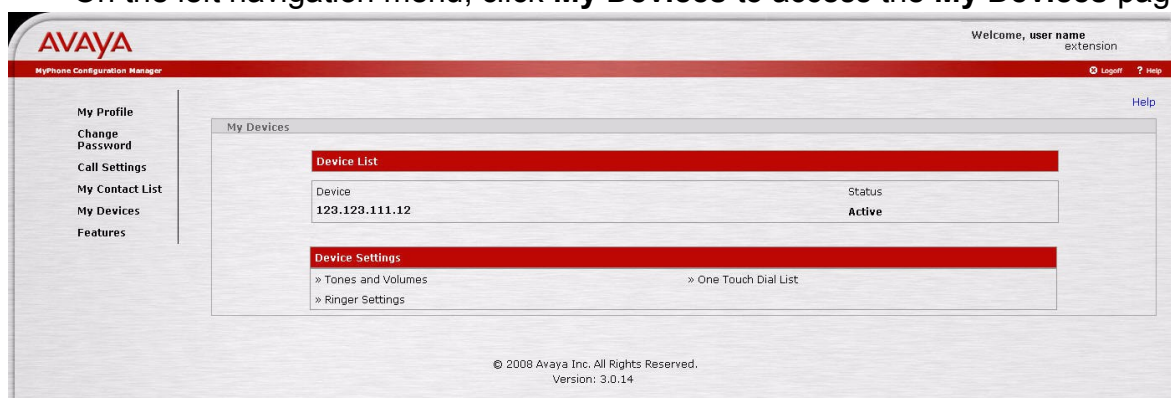 On the left navigation menu, click My Devices to access the My Devices pag
AVAYA
Welcome, user name
extension
MyPhone Configuration Manager
Logoff ? Help
Help
My Profile
Change
Password
Call Settings
My Contact List
My Devices
Features
My Devices
Device List
Device Status
123.123.111.12 Active
Device Settings
» Tones and Volumes » One Touch Dial List
» Ringer Settings
© 2008 Avaya Inc. All Rights Reserved.
Version: 3.0.14